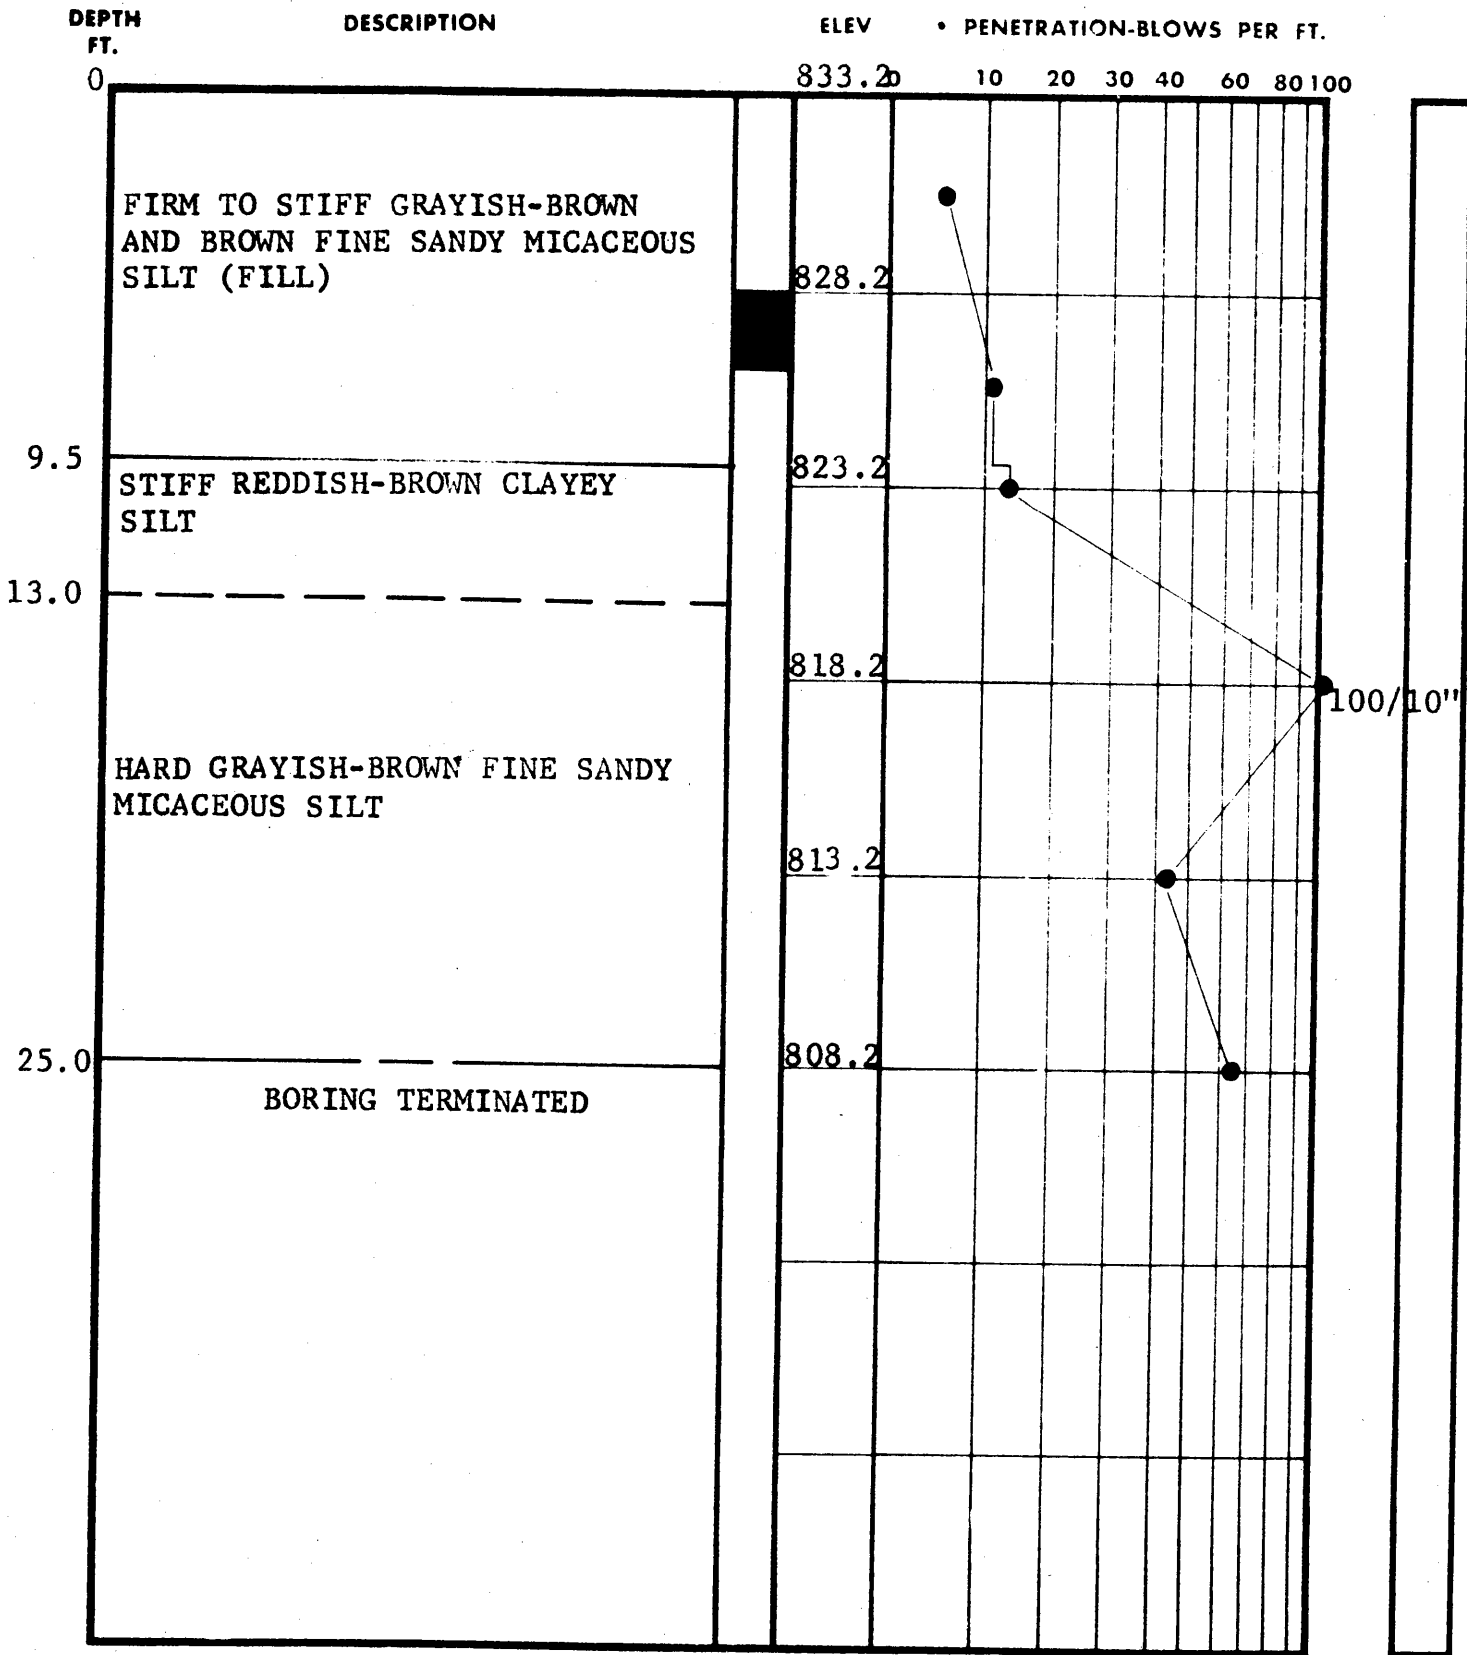 DEPTH
FT.
DESCRIPTION
ELEV
• PENETRATION-BLOWS PER FT.
0
833.2
0 10 20 30 40 60 80 100
FIRM TO STIFF GRAYISH-BROWN
AND BROWN FINE SANDY MICACEOUS
SILT (FILL)
828.2
9.5
823.2
STIFF REDDISH-BROWN CLAYEY
SILT
13.0
818.2
100/10"
HARD GRAYISH-BROWN FINE SANDY
MICACEOUS SILT
813.2
25.0
808.2
BORING TERMINATED